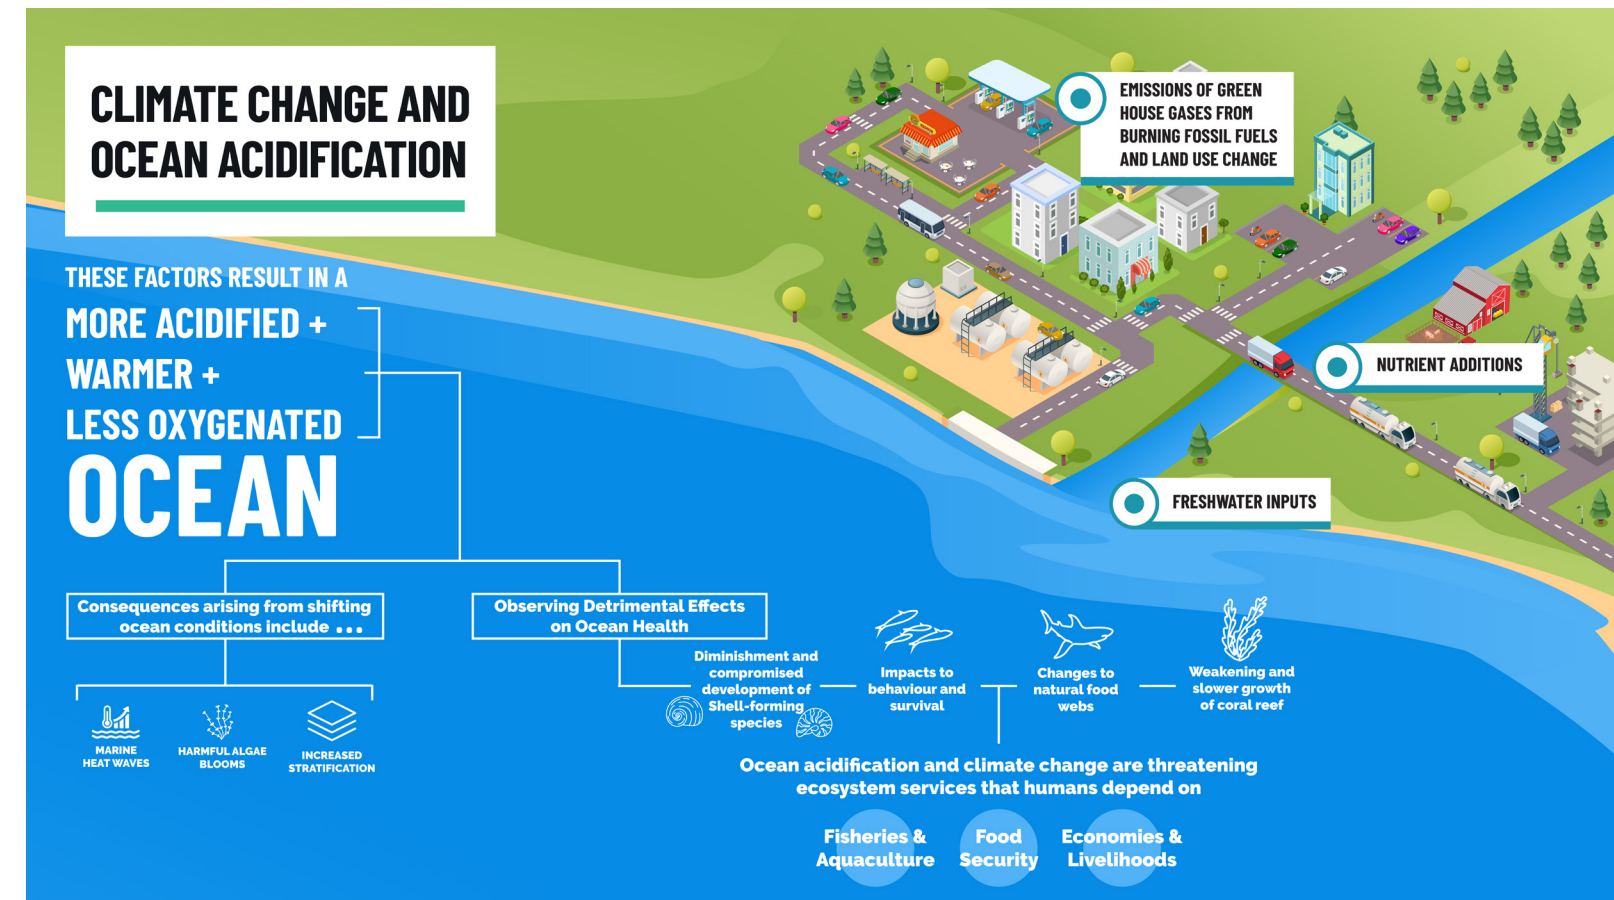 CLIMATE CHANGE AND
OCEAN ACIDIFICATION
EMISSIONS OF GREEN
HOUSE GASES FROM
BURNING FOSSIL FUELS
AND LAND USE CHANGE
NUTRIENT ADDITIONS
FRESHWATER INPUTS
THESE FACTORS RESULT IN A
MORE ACIDIFIED +
WARMER +
LESS OXYGENATED
OCEAN
Consequences arising from shifting
ocean conditions include ...
MARINE
HEAT WAVES
HARMFUL ALGAE
BLOOMS
INCREASED
STRATIFICATION
Observing Detrimental Effects
on Ocean Health
Diminishment and
compromised
development of
Shell-forming
species
Impacts to
behaviour and
survival
Changes to
natural food
webs
Weakening and
slower growth
of coral reef
Ocean acidification and climate change are threatening
ecosystem services that humans depend on
Fisheries &
Aquaculture
Food
Security
Economies &
Livelihoods